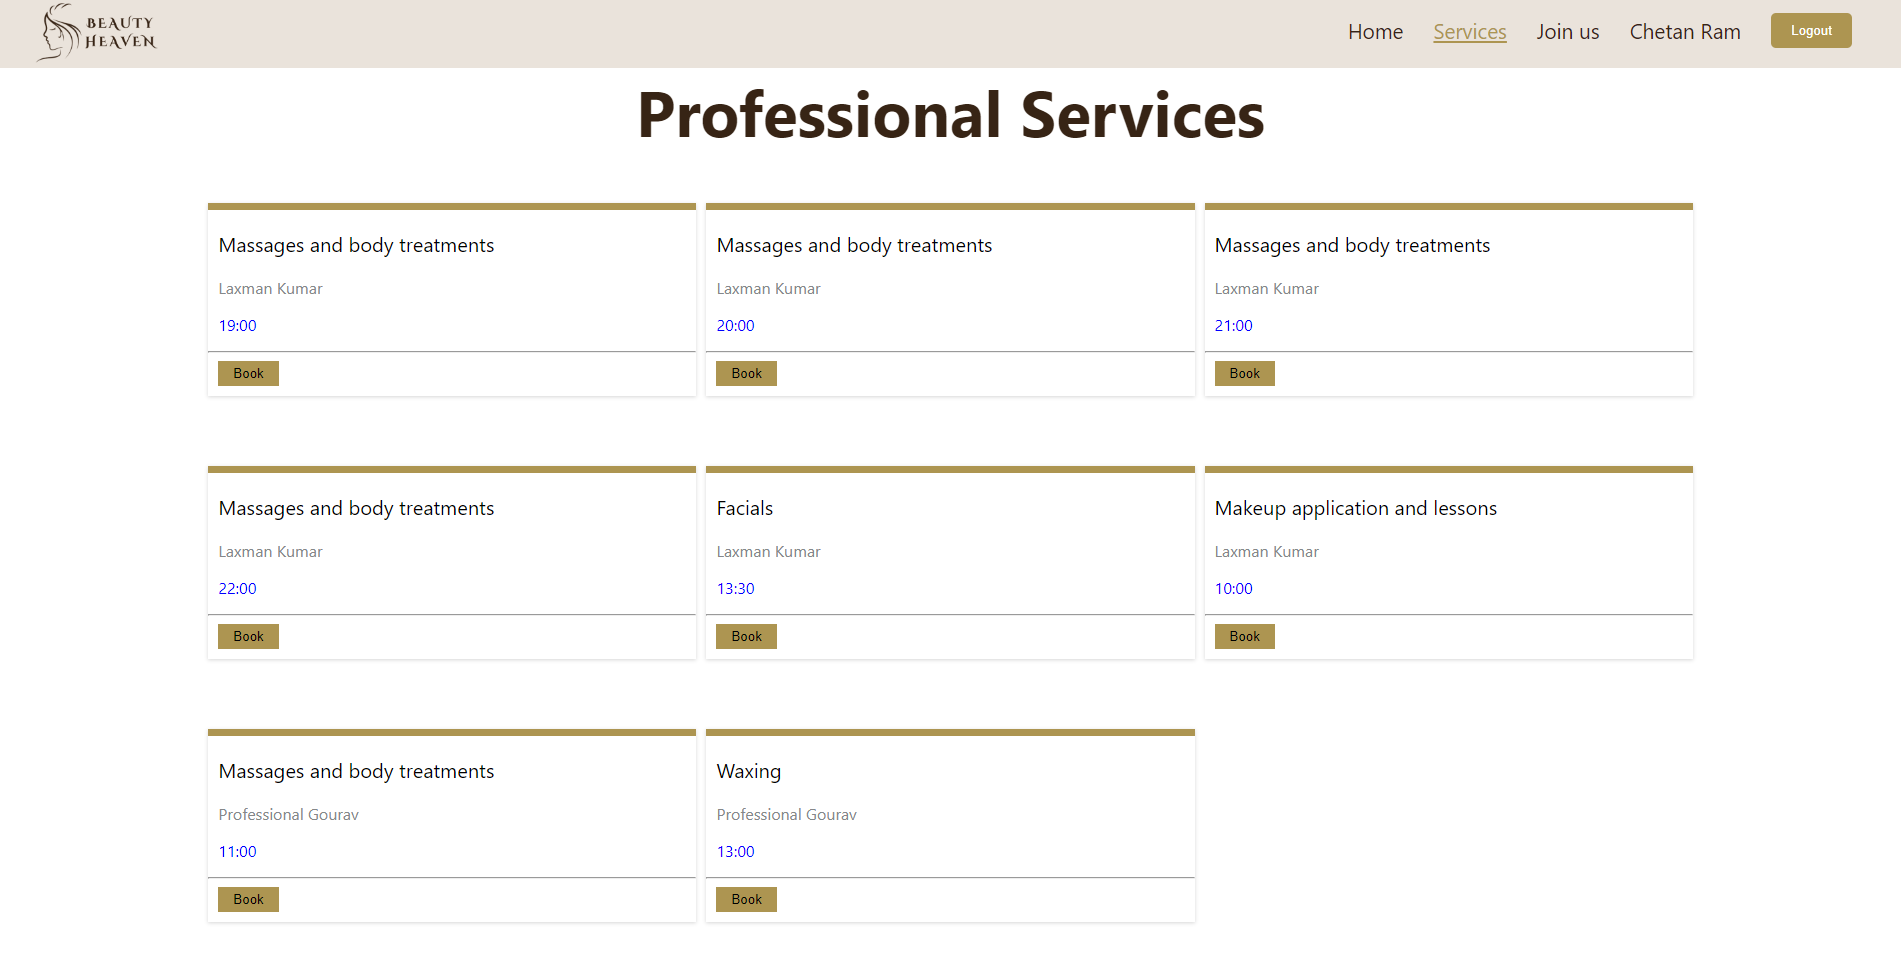 BEAUTY
HEAVEN
Home Services Join us Chetan Ram Logout
Professional Services
Massages and body treatments
Laxman Kumar
19:00
Book
Massages and body treatments
Laxman Kumar
20:00
Book
Massages and body treatments
Laxman Kumar
21:00
Book
Massages and body treatments
Laxman Kumar
22:00
Book
Facials
Laxman Kumar
13:30
Book
Makeup application and lessons
Laxman Kumar
10:00
Book
Massages and body treatments
Professional Gourav
11:00
Book
Waxing
Professional Gourav
13:00
Book